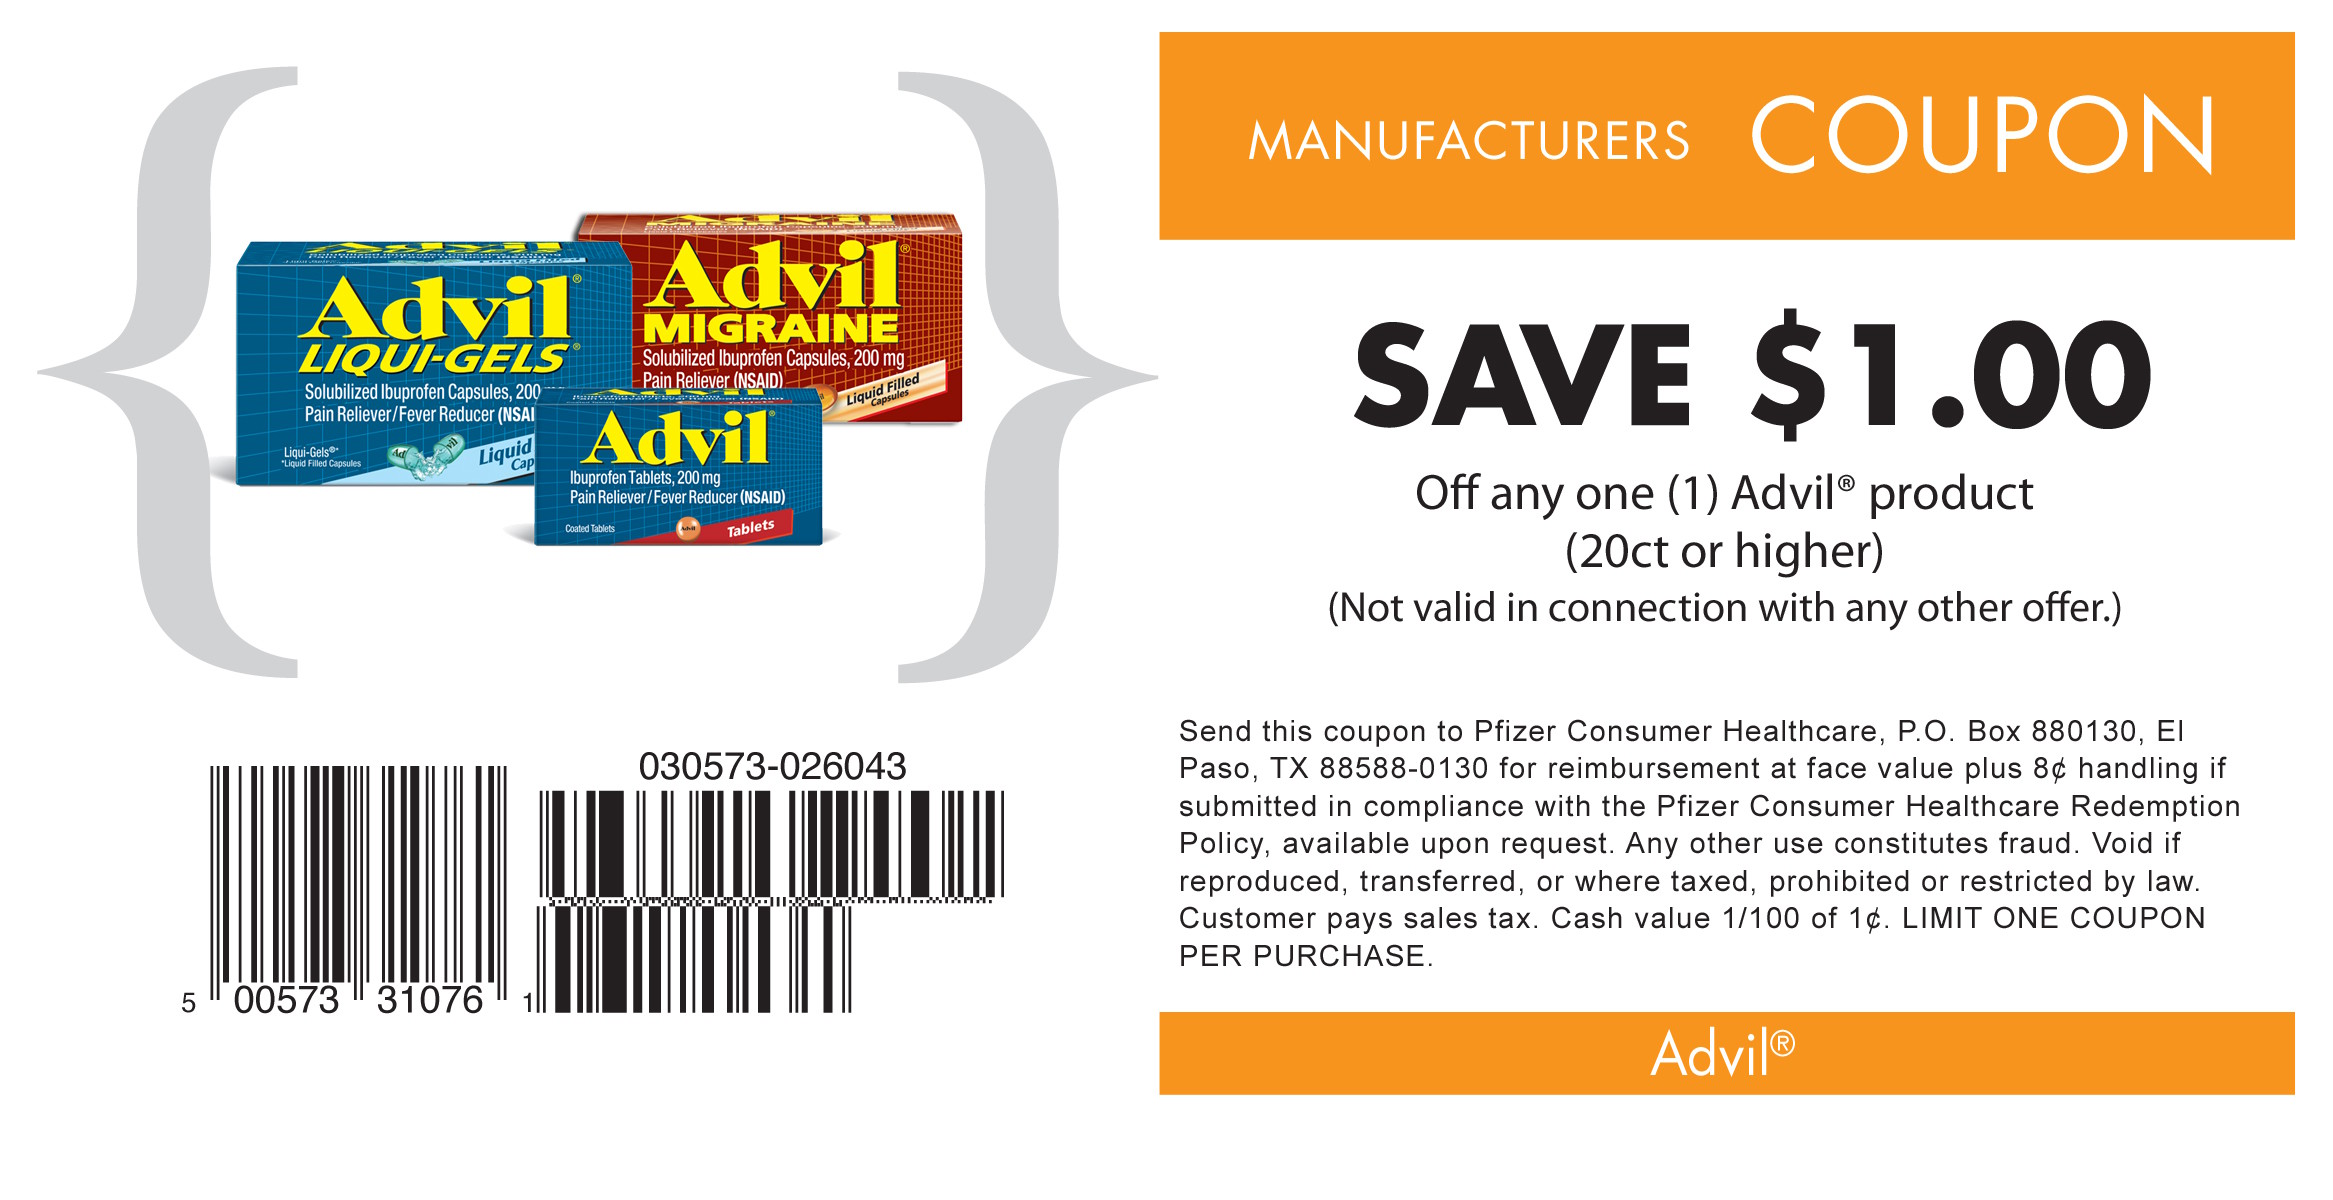 MANUFACTURERS COUPON
Advil®
LIQUI-GELS®
Solubilized Ibuprofen Capsules, 200
Pain Reliever/Fever Reducer
Liqui-Gels®*
*Liquid Filled Capsules
Liquid
Advil®
MIGRAINE
Solubilized Ibuprofen Capsules, 200 mg
Pain Reliever (NSAID)
Liquid Filled
Capsules
Advil®
Ibuprofen Tablets, 200 mg
Pain Reliever/Fever Reducer (NSAID)
Coated Tablets
Advil
Tablets
SAVE $1.00
Off any one (1) Advil® product
(20ct or higher)
(Not valid in connection with any other offer.)
030573-026043
5 00573 31076 1
Send this coupon to Pfizer Consumer Healthcare, P.O. Box 880130, El
Paso, TX 88588-0130 for reimbursement at face value plus 8¢ handling if
submitted in compliance with the Pfizer Consumer Healthcare Redemption
Policy, available upon request. Any other use constitutes fraud. Void if
reproduced, transferred, or where taxed, prohibited or restricted by law.
Customer pays sales tax. Cash value 1/100 of 1¢. LIMIT ONE COUPON
PER PURCHASE.
Advil®